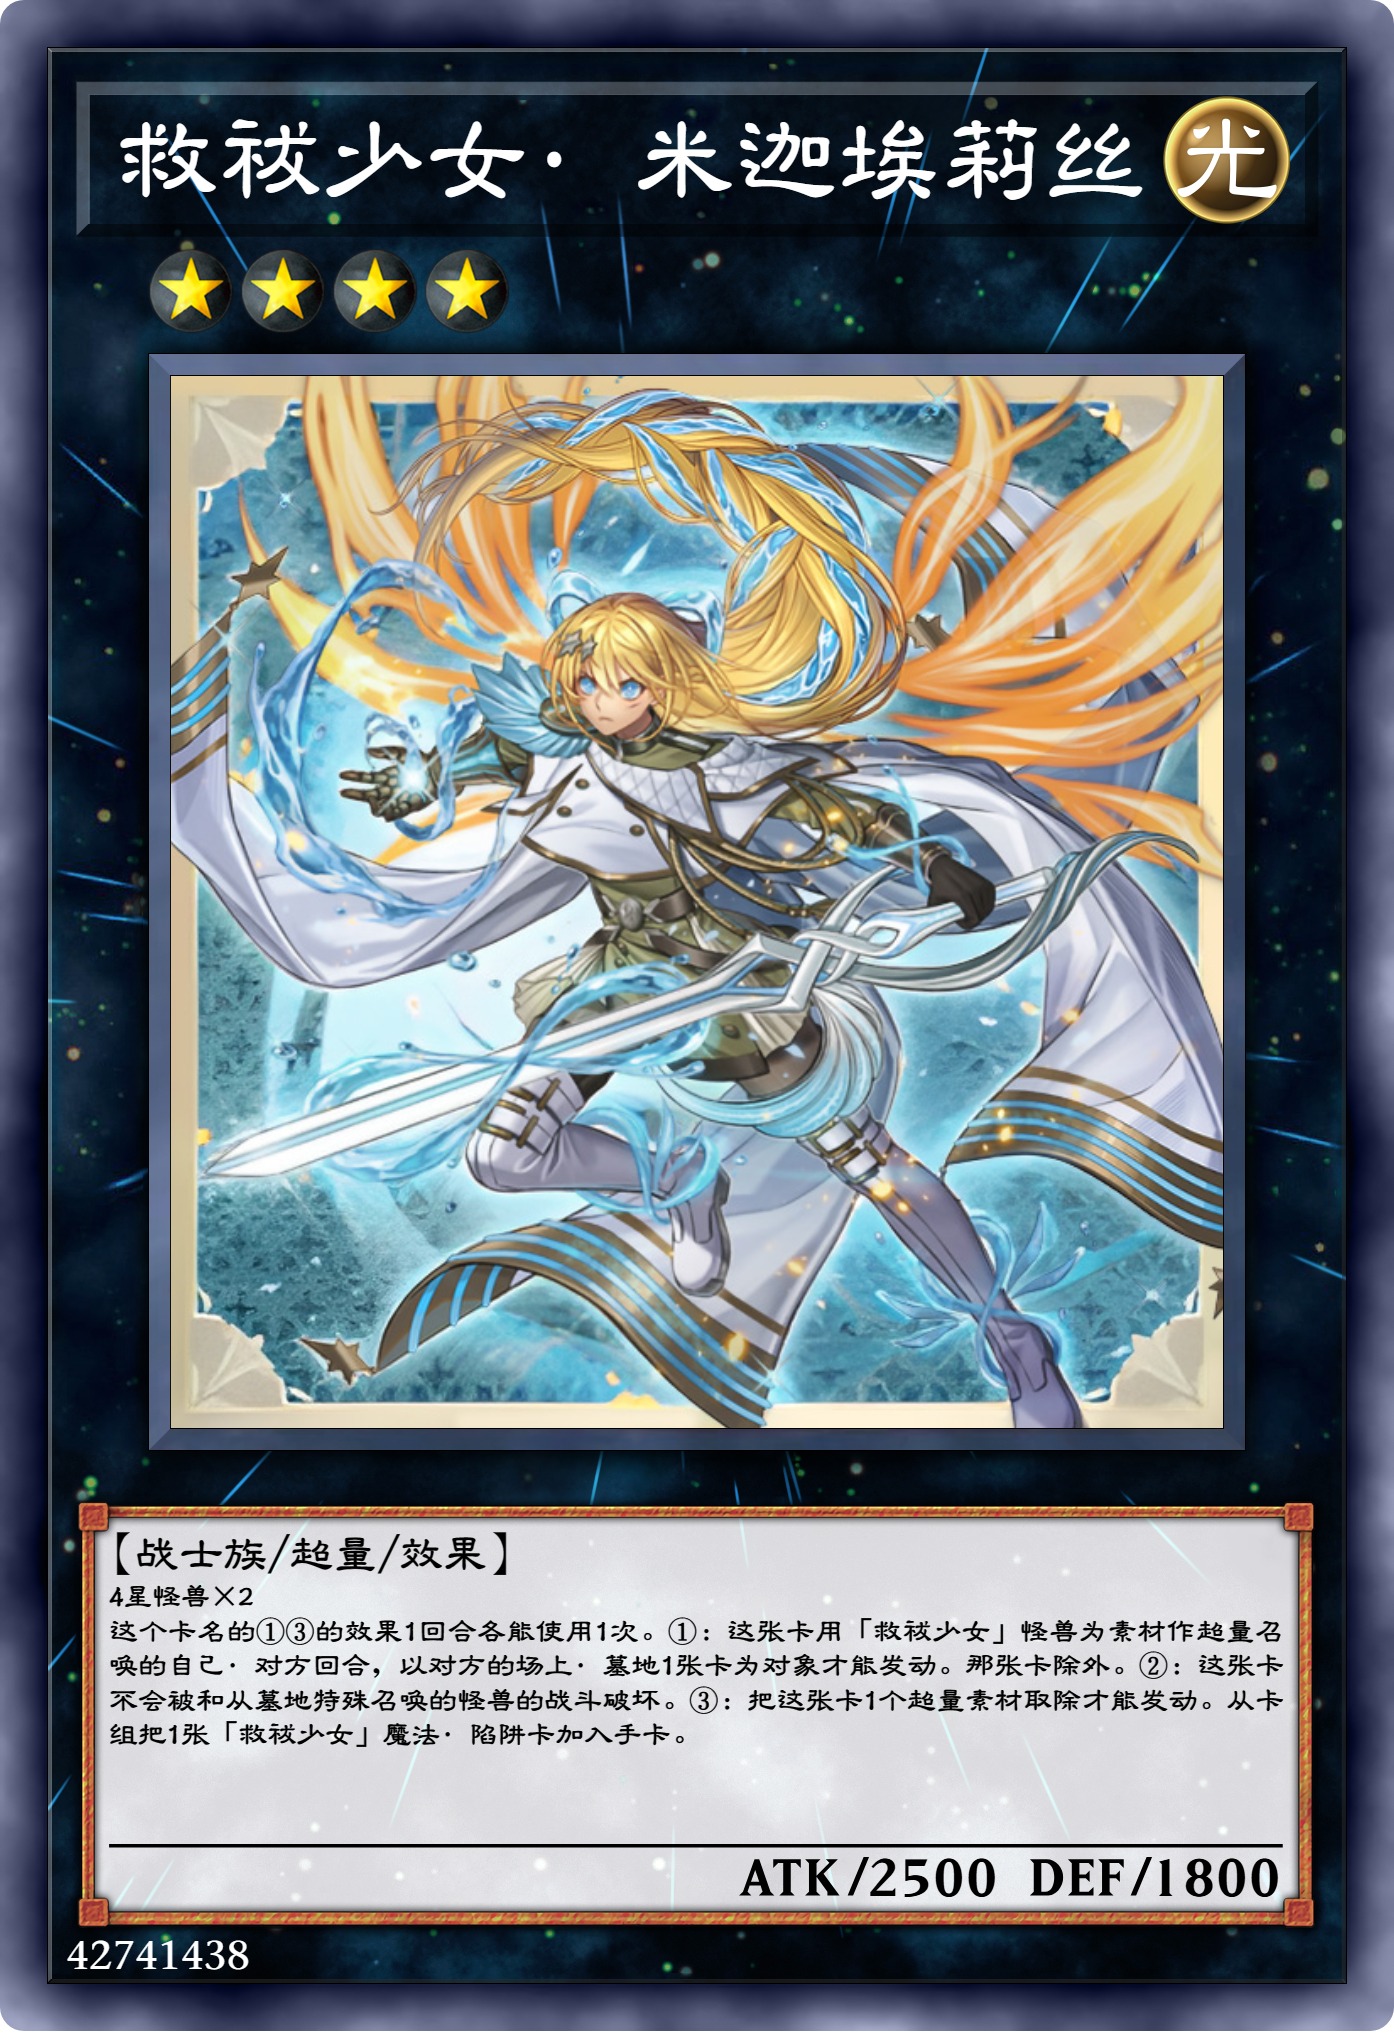 救祓少女·米迦埃莉丝 光
【战士族/超量/效果】
4星怪兽×2
这个卡名的①③的效果1回合各能使用1次。①：这张卡用「救祓少女」怪兽为素材作超量召
唤的自己·对方回合，以对方的场上·墓地1张卡为对象才能发动。那张卡除外。②：这张卡
不会被和从墓地特殊召唤的怪兽的战斗破坏。③：把这张卡1个超量素材取除才能发动。从卡
组把1张「救祓少女」魔法·陷阱卡加入手卡。
ATK/2500 DEF/1800
42741438